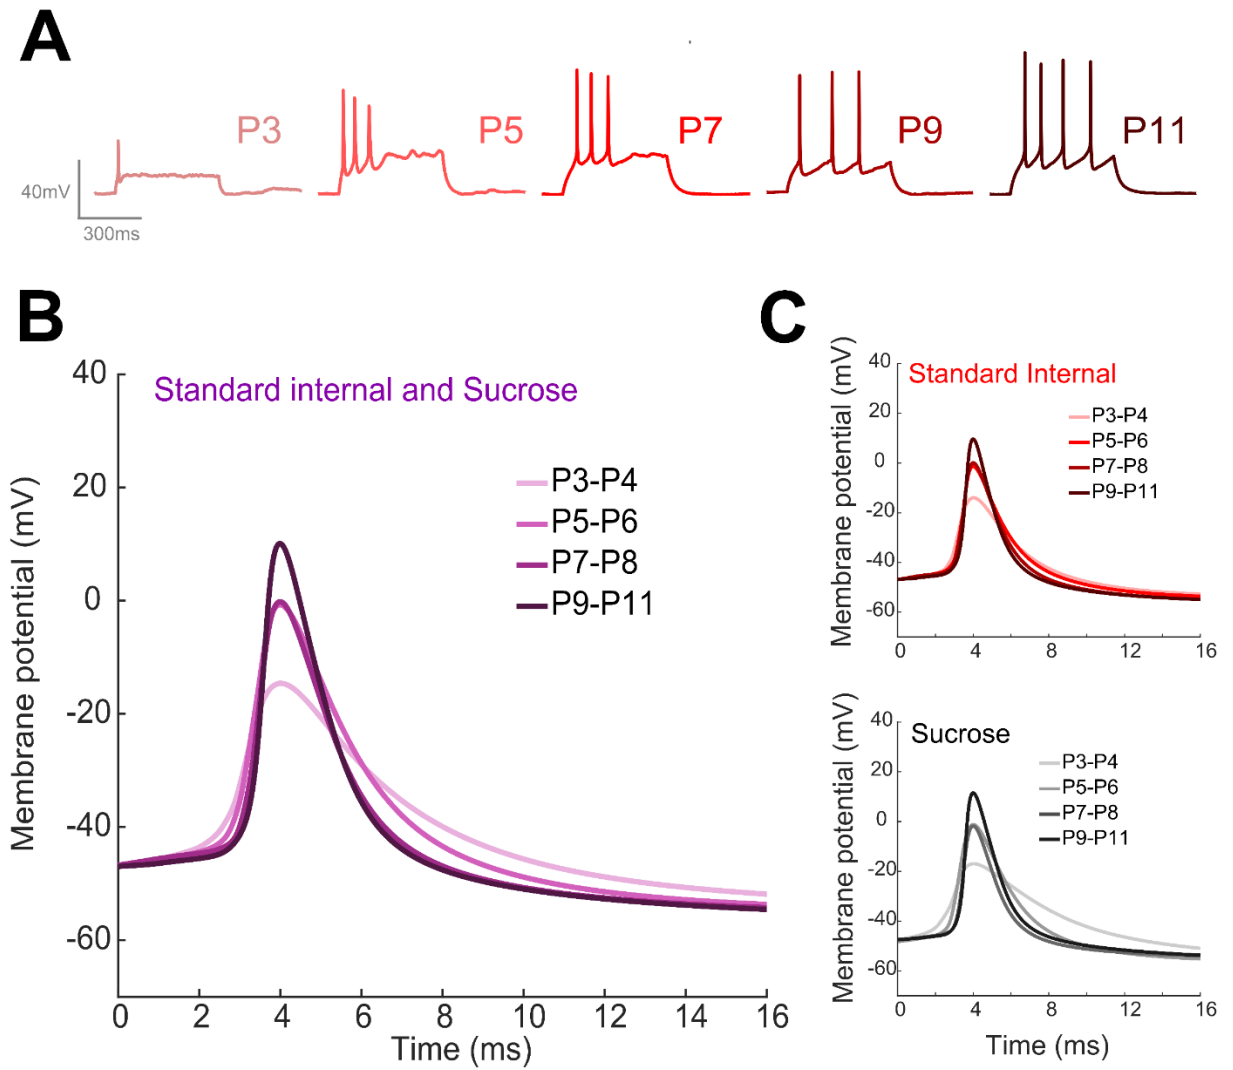 A
P3
P5
P7
P9
P11
40mV
300ms
B
Standard internal and Sucrose
P3-P4
P5-P6
P7-P8
P9-P11
40
20
0
-20
-40
-60
Membrane potential (mV)
0 2 4 6 8 10 12 14 16
Time (ms)
C
Standard Internal
P3-P4
P5-P6
P7-P8
P9-P11
40
20
0
-20
-40
-60
Membrane potential (mV)
0 4 8 12 16
Sucrose
P3-P4
P5-P6
P7-P8
P9-P11
40
20
0
-20
-40
-60
Membrane potential (mV)
0 4 8 12 16
Time (ms)